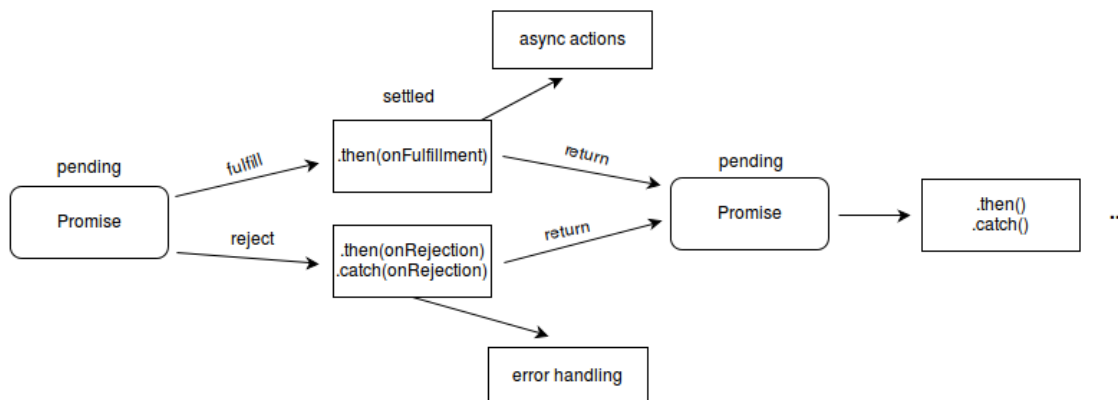 async actions
settled
.then(onFulfillment)
pending
fulfill
return
pending
Promise
Promise
.then()
.catch()
..
reject
.then(onRejection)
.catch(onRejection)
return
error handling